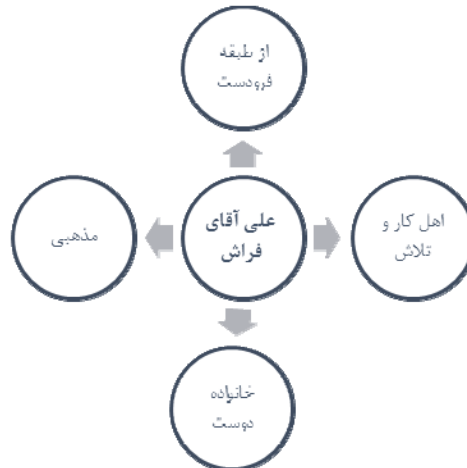 از طبقه
فرودست
مذهبی
علی آقای
فراش
اهل کار و
تلاش
خانواده
دوست